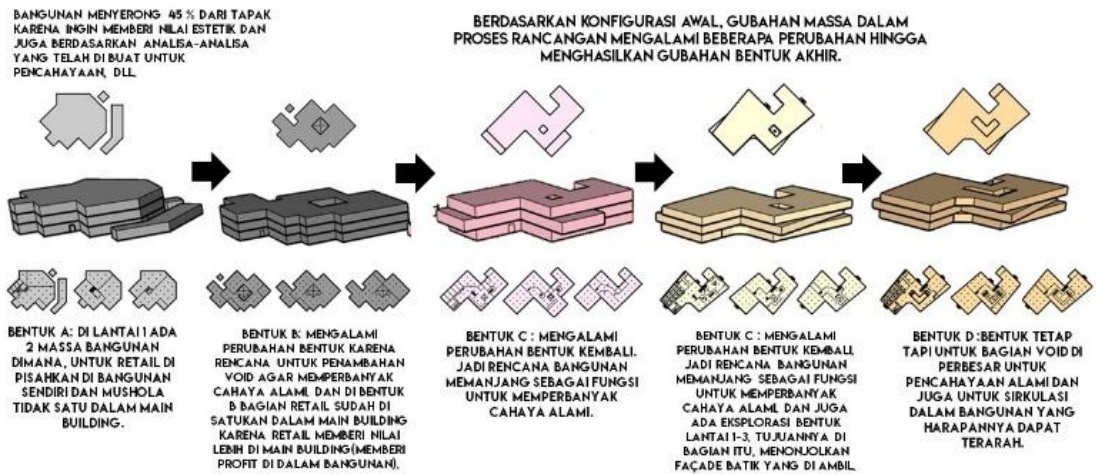 BANGUNAN MENYERONG 45 % DARI TAPAK
KARENA INGIN MEMBERI NILAI ESTETIK DAN
JUGA BERDASARKAN ANALISA-ANALISA
YANG TELAH DI BUAT UNTUK
PENCAHAYAAN, DLL.
BERDASARKAN KONFIGURASI AWAL, GUBAHAN MASSA DALAM
PROSES RANCANGAN MENGALAMI BEBERAPA PERUBAHAN HINGGA
MENGHASILKAN GUBAHAN BENTUK AKHIR.
BENTUK A: DI LANTAI 1 ADA
2 MASSA BANGUNAN
DIMANA, UNTUK RETAIL DI
PISAHKAN DI BANGUNAN
SENDIRI DAN MUSHOLA
TIDAK SATU DALAM MAIN
BUILDING.
BENTUK B: MENGALAMI
PERUBAHAN BENTUK KARENA
RENCANA UNTUK PENAMBAHAN
VOID AGAR MEMPERBANYAK
CAHAYA ALAMI, DAN DI BENTUK
B BAGIAN RETAIL SUDAH DI
SATUKAN DALAM MAIN BUILDING
KARENA RETAIL MEMBERI NILAI
LEBIH DI MAIN BUILDING(MEMBERI
PROFIT DI DALAM BANGUNAN).
BENTUK C : MENGALAMI
PERUBAHAN BENTUK KEMBALI.
JADI RENCANA BANGUNAN
MEMANJANG SEBAGAI FUNGSI
UNTUK MEMPERBANYAK
CAHAYA ALAMI.
BENTUK C : MENGALAMI
PERUBAHAN BENTUK KEMBALI,
JADI RENCANA BANGUNAN
MEMANJANG SEBAGAI FUNGSI
UNTUK MEMPERBANYAK
CAHAYA ALAMI, DAN JUGA
ADA EKSPLORASI BENTUK
LANTAI 1-3, TUJUANNYA DI
BAGIAN ITU, MENONJOLKAN
FAÇADE BATIK YANG DI AMBIL
BENTUK D :BENTUK TETAP
TAPI UNTUK BAGIAN VOID DI
PERBESAR UNTUK
PENCAHAYAAN ALAMI DAN
JUGA UNTUK SIRKULASI
DALAM BANGUNAN YANG
HARAPANNYA DAPAT
TERARAH.